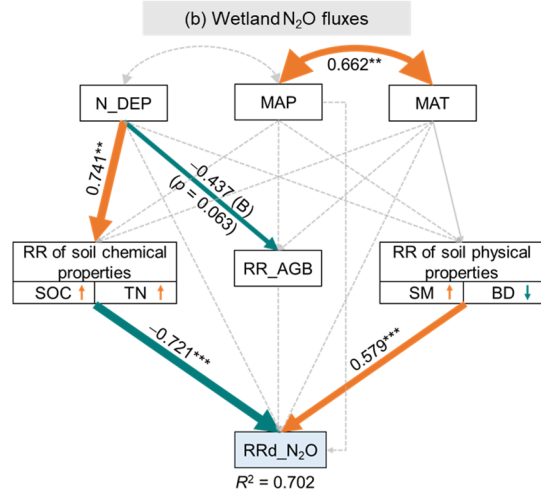 (b) Wetland N₂O fluxes
0.662**
N_DEP
MAP
MAT
0.741**
−0.437 (B)
(p = 0.063)
RR of soil chemical
properties
SOC ↑ TN ↑
RR_AGB
RR of soil physical
properties
SM ↑ BD ↓
−0.721***
0.579***
RRd_N₂O
R² = 0.702